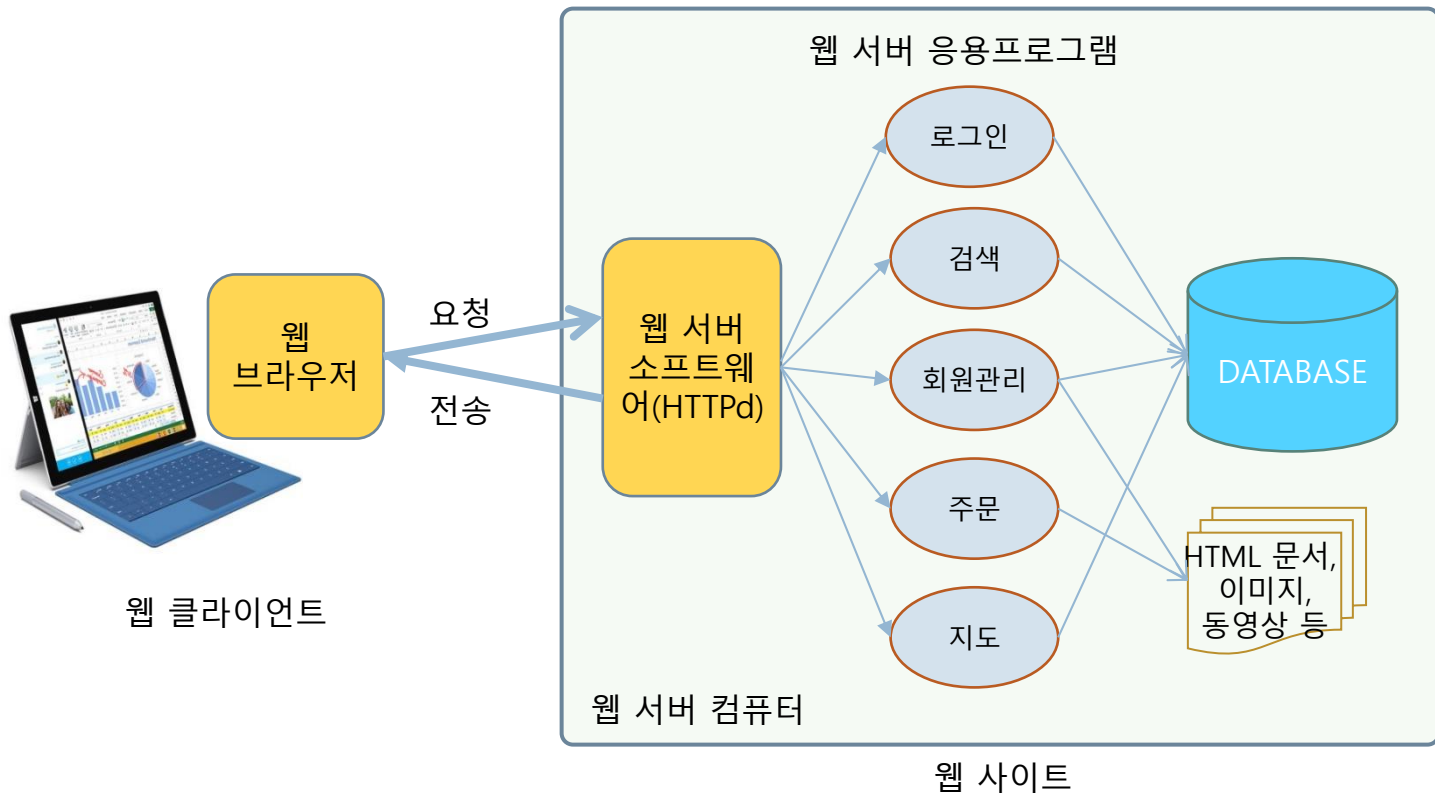 웹 서버 응용프로그램
로그인
검색
웹
브라우저
요청
전송
웹 서버
소프트웨
어(HTTPd)
회원관리
DATABASE
주문
HTML 문서,
이미지,
동영상 등
웹 클라이언트
지도
웹 서버 컴퓨터
웹 사이트